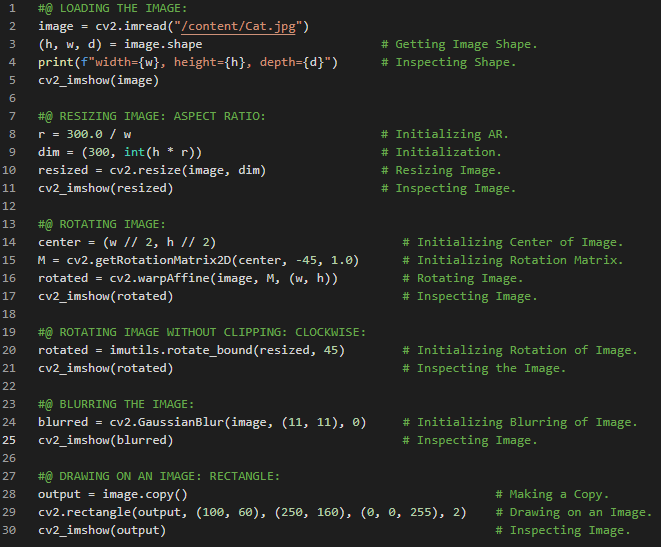 1 #@ LOADING THE IMAGE:
2 image = cv2.imread("/content/Cat.jpg")
3 (h, w, d) = image.shape # Getting Image Shape.
4 print(f"width={w}, height={h}, depth={d}") # Inspecting Shape.
5 cv2_imshow(image)
6
7 #@ RESIZING IMAGE: ASPECT RATIO:
8 r = 300.0 / w # Initializing AR.
9 dim = (300, int(h * r)) # Initialization.
10 resized = cv2.resize(image, dim) # Resizing Image.
11 cv2_imshow(resized) # Inspecting Image.
12
13 #@ ROTATING IMAGE:
14 center = (w // 2, h // 2) # Initializing Center of Image.
15 M = cv2.getRotationMatrix2D(center, -45, 1.0) # Initializing Rotation Matrix.
16 rotated = cv2.warpAffine(image, M, (w, h)) # Rotating Image.
17 cv2_imshow(rotated) # Inspecting Image.
18
19 #@ ROTATING IMAGE WITHOUT CLIPPING: CLOCKWISE:
20 rotated = imutils.rotate_bound(resized, 45) # Initializing Rotation of Image.
21 cv2_imshow(rotated) # Inspecting the Image.
22
23 #@ BLURRING THE IMAGE:
24 blurred = cv2.GaussianBlur(image, (11, 11), 0) # Initializing Blurring of Image.
25 cv2_imshow(blurred) # Inspecting Image.
26
27 #@ DRAWING ON AN IMAGE: RECTANGLE:
28 output = image.copy() # Making a Copy.
29 cv2.rectangle(output, (100, 60), (250, 160), (0, 0, 255), 2) # Drawing on an Image.
30 cv2_imshow(output) # Inspecting Image.